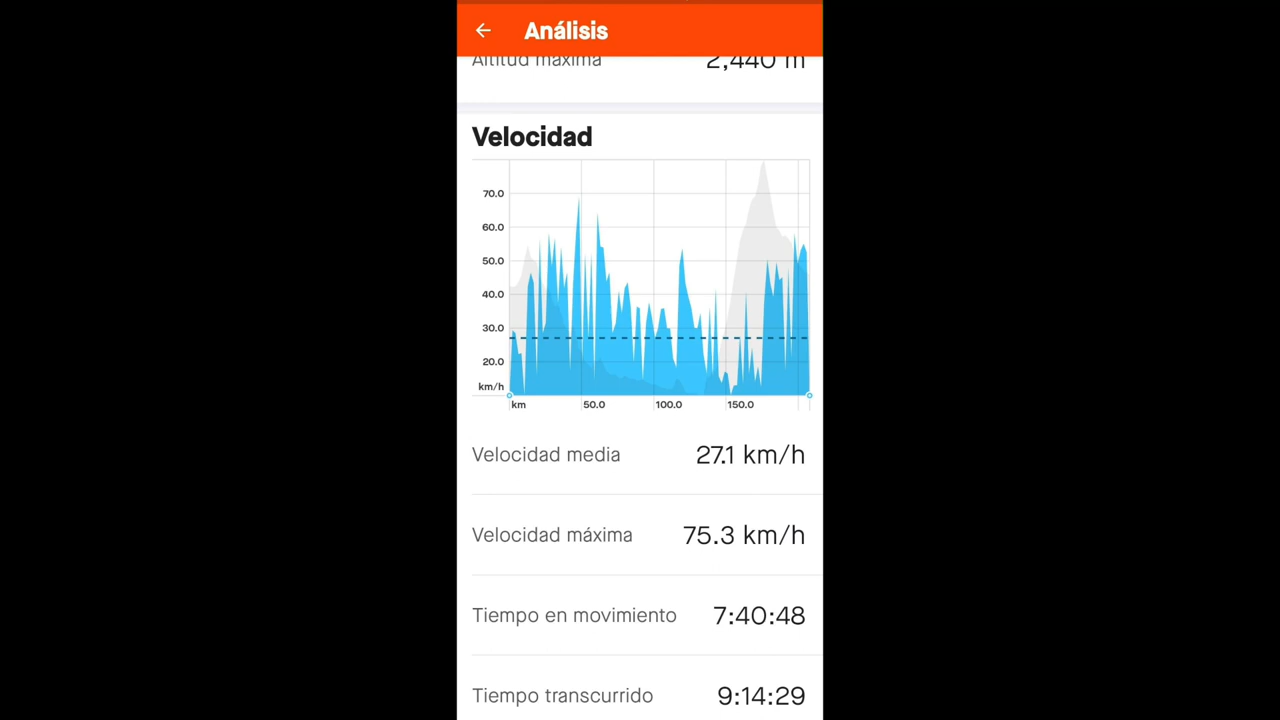 Análisis
Altitud máxima 2,440 m
Velocidad
70.0
60.0
50.0
40.0
30.0
20.0
km/h
km 50.0 100.0 150.0
Velocidad media 27.1 km/h
Velocidad máxima 75.3 km/h
Tiempo en movimiento 7:40:48
Tiempo transcurrido 9:14:29